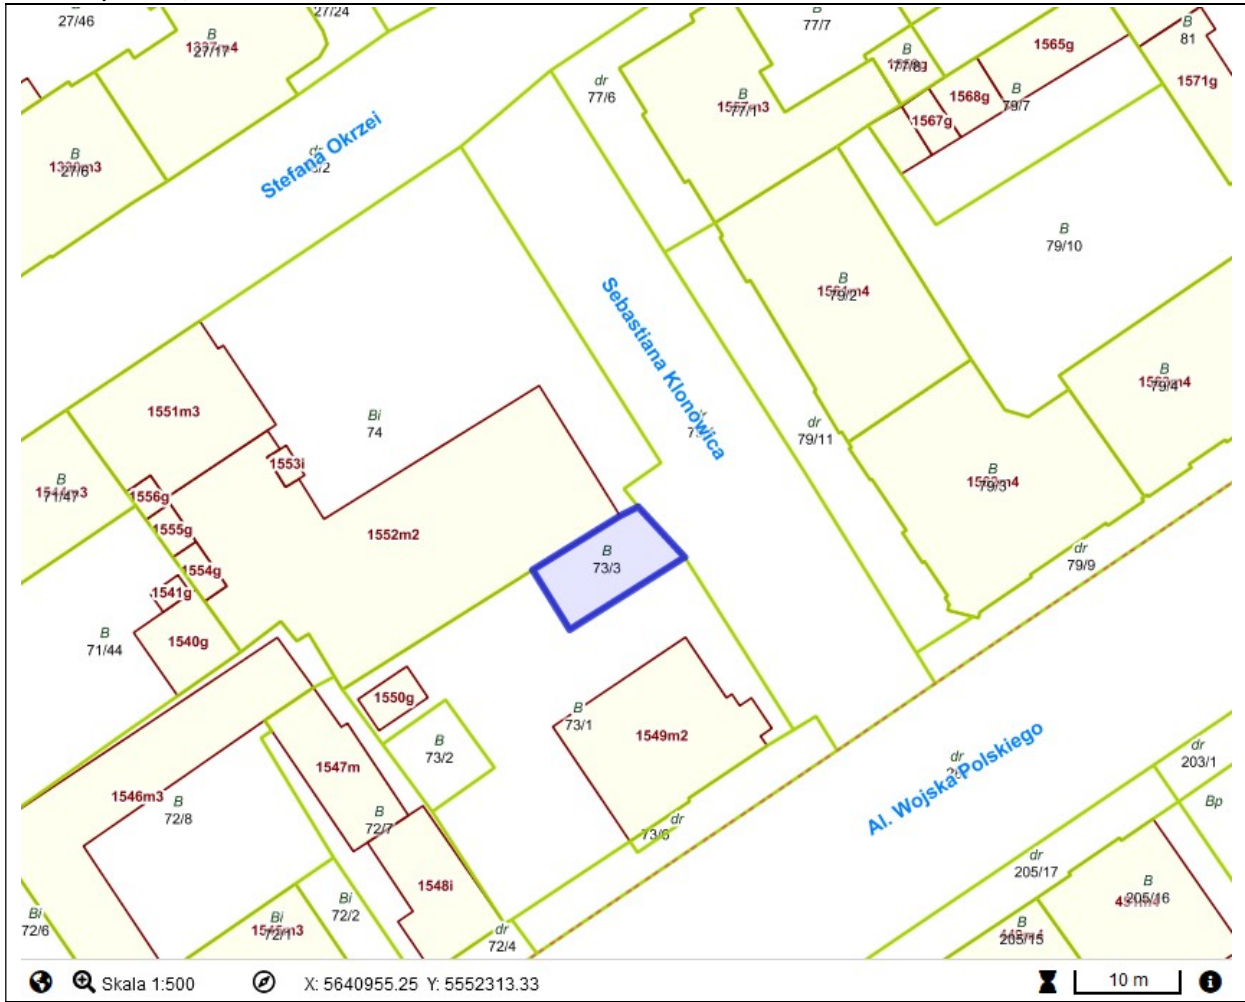 27/46
B
27/17
27/24
B
77/7
B
81
1565g
B
1571g
dr
77/6
B
79/7
1568g
1567g
77/1
B
27/6
Stefana Okrzei
B
79/10
B
79/2
Sebastiana Klonowica
B
79/4
1551m3
Bi
74
dr
79/11
1553i
B
71/47
1556g
1555g
1552m2
B
79/3
1554g
1541g
B
73/3
dr
79/9
B
71/44
1540g
1550g
B
73/1
1549m2
B
73/2
Al. Wojska Polskiego
dr
203/1
1547m
1546m3
B
72/8
B
72/7
Bp
dr
73/6
dr
205/17
1548i
B
205/16
Bi
72/6
Bi
72/1
Bi
72/2
dr
72/4
B
205/15
Skala 1:500
X: 5640955.25 Y: 5552313.33
10 m